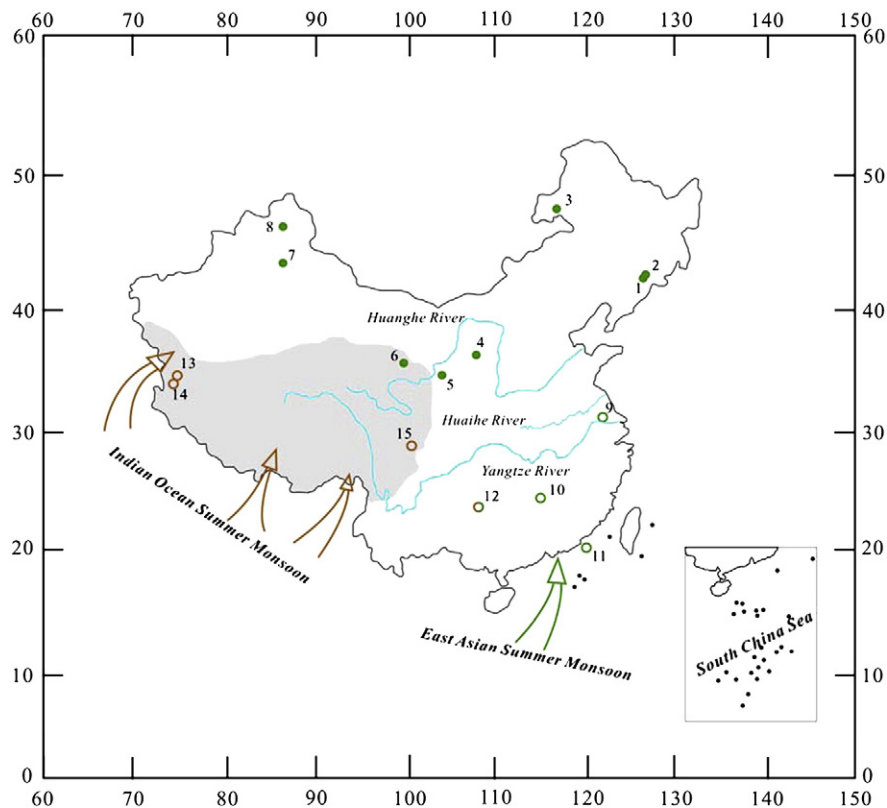 60 70 80 90 100 110 120 130 140 150
60 60
50 50
3
8
7
2
1
40 40
Huanghe River
4
6
5
13
14
9
Huaihe River
30 30
15
Yangtze River
12
10
Indian Ocean Summer Monsoon
20 20
11
East Asian Summer Monsoon
South China Sea
10 10
0 0
60 70 80 90 100 110 120 130 140 150